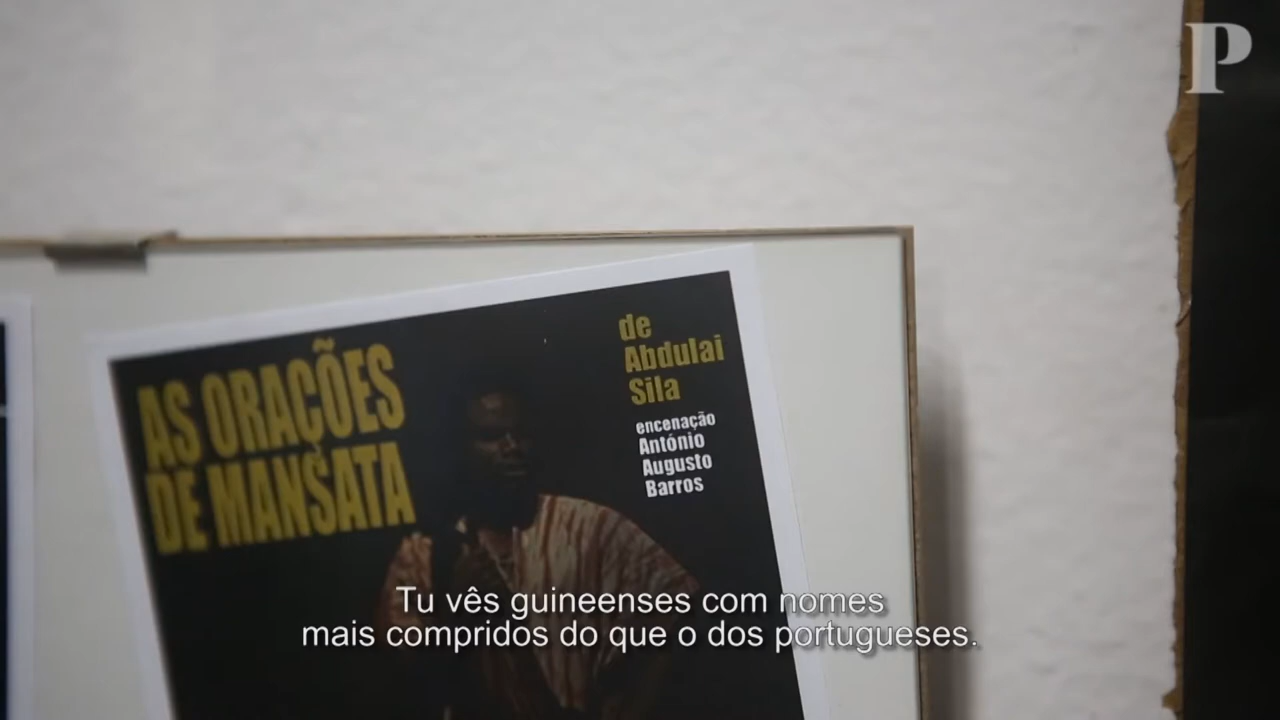 P
AS ORAÇÕES
DE MANSATA
de
Abdulai
Sila
encenação
António
Augusto
Barros
Tu vês guineenses com nomes
mais compridos do que o dos portugueses.